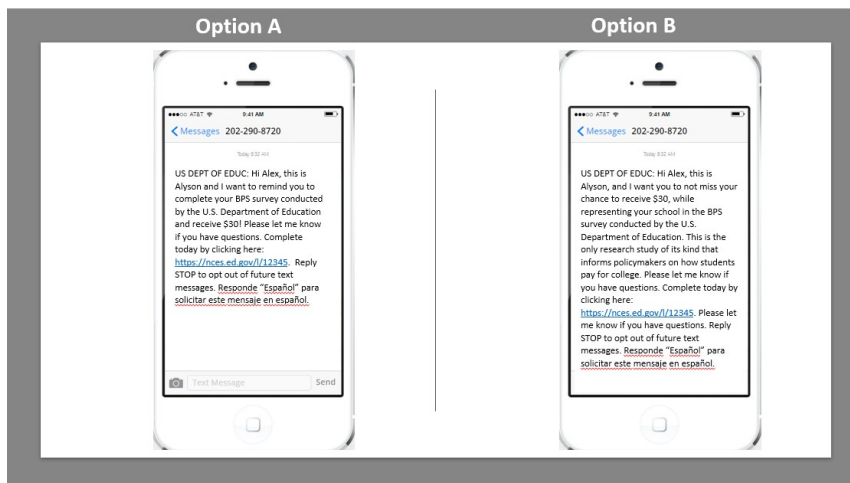 Option A
Option B
AT&T 9:41 AM
Messages 202-290-8720
Today 8:32 AM
US DEPT OF EDUC: Hi Alex, this is
Alyson and I want to remind you to
complete your BPS survey conducted
by the U.S. Department of Education
and receive $30! Please let me know
if you have questions. Complete
today by clicking here:
https://nces.ed.gov/l/12345. Reply
STOP to opt out of future text
messages. Responde “Español” para
solicitar este mensaje en español.
Text Message Send
AT&T 9:41 AM
Messages 202-290-8720
Today 8:32 AM
US DEPT OF EDUC: Hi Alex, this is
Alyson, and I want you to not miss your
chance to receive $30, while
representing your school in the BPS
survey conducted by the U.S.
Department of Education. This is the
only research study of its kind that
informs policymakers on how students
pay for college. Please let me know if
you have questions. Complete today by
clicking here:
https://nces.ed.gov/l/12345. Please let
me know if you have questions. Reply
STOP to opt out of future text
messages. Responde “Español” para
solicitar este mensaje en español.